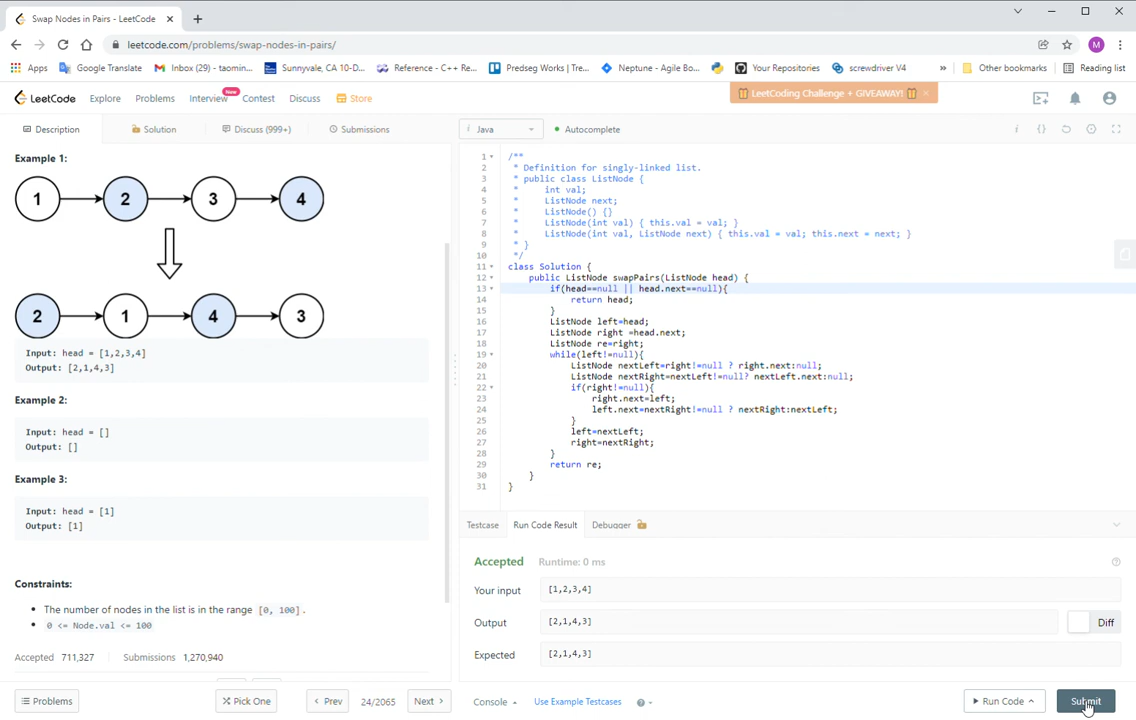 Swap Nodes in Pairs - LeetCode
leetcode.com/problems/swap-nodes-in-pairs/
M
Apps
Google Translate
Inbox (29) - taomin...
Sunnyvale, CA 10-D...
Reference - C++ Re...
Predseg Works | Tre...
Neptune - Agile Bo...
Your Repositories
screwdriver V4
»
Other bookmarks
Reading list
LeetCode
Explore
Problems
Interview
New
Contest
Discuss
Store
LeetCoding Challenge + GIVEAWAY!
Description
Solution
Discuss (999+)
Submissions
i Java
Autocomplete
Example 1:
1 2 3 4
2 1 4 3
Input: head = [1,2,3,4]
Output: [2,1,4,3]
Example 2:
Input: head = []
Output: []
Example 3:
Input: head = [1]
Output: [1]
Constraints:
The number of nodes in the list is in the range [0, 100].
0 <= Node.val <= 100
Accepted 711,327
Submissions 1,270,940
1 /**
2 * Definition for singly-linked list.
3 * public class ListNode {
4 *     int val;
5 *     ListNode next;
6 *     ListNode() {}
7 *     ListNode(int val) { this.val = val; }
8 *     ListNode(int val, ListNode next) { this.val = val; this.next = next; }
9 * }
10 */
11 class Solution {
12     public ListNode swapPairs(ListNode head) {
13         if(head==null || head.next==null){
14             return head;
15         }
16         ListNode left=head;
17         ListNode right =head.next;
18         ListNode re=right;
19         while(left!=null){
20             ListNode nextLeft=right!=null ? right.next:null;
21             ListNode nextRight=nextLeft!=null? nextLeft.next:null;
22             if(right!=null){
23                 right.next=left;
24                 left.next=nextRight!=null ? nextRight:nextLeft;
25             }
26             left=nextLeft;
27             right=nextRight;
28         }
29         return re;
30     }
31 }
Testcase
Run Code Result
Debugger
Accepted Runtime: 0 ms
Your input [1,2,3,4]
Output [2,1,4,3]
Diff
Expected [2,1,4,3]
Problems
Pick One
< Prev
24/2065
Next >
Console
Use Example Testcases
Run Code
Submit